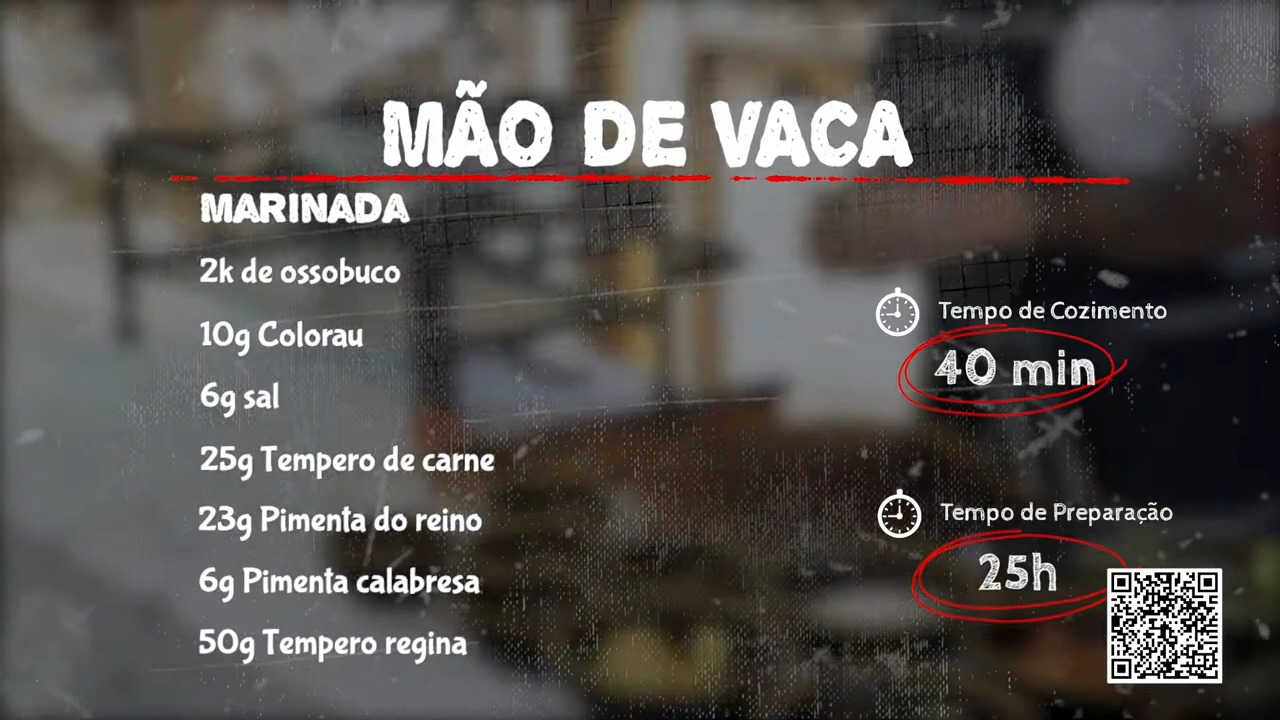 MÃO DE VACA
MARINADA
2k de ossobuco
10g Colorau
6g sal
25g Tempero de carne
23g Pimenta do reino
6g Pimenta calabresa
50g Tempero regina
Tempo de Cozimento
40 min
Tempo de Preparação
25h